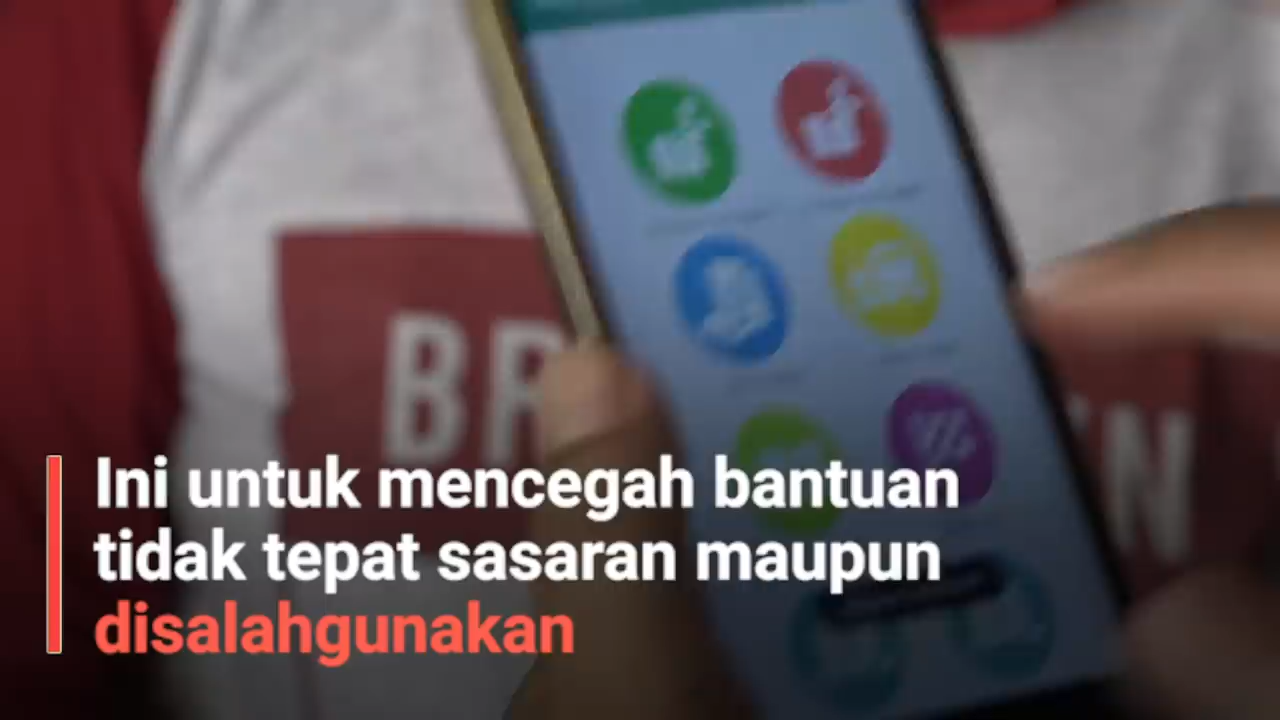 Ini untuk mencegah bantuan
tidak tepat sasaran maupun
disalahgunakan